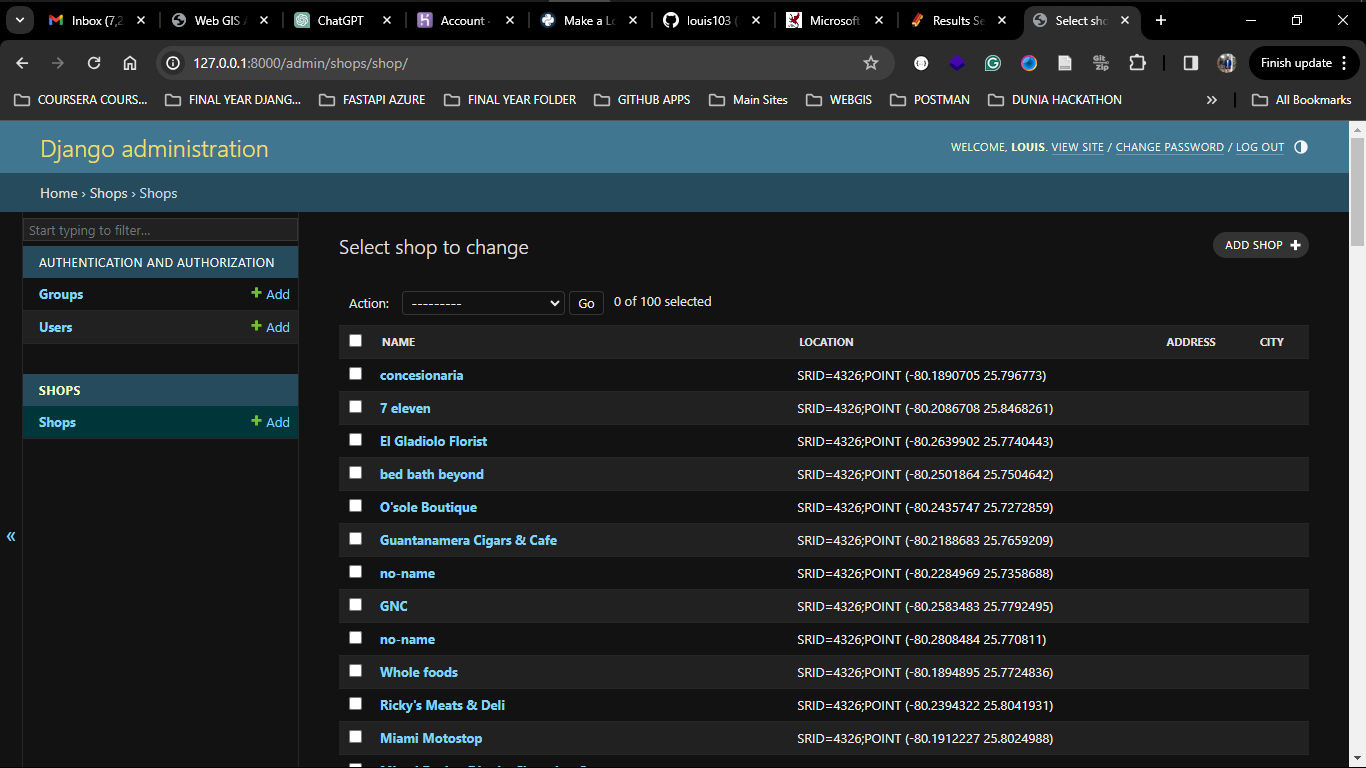 Inbox (7,2
Web GIS A
ChatGPT
Account
Make a Lo
louis103 (
Microsoft
Results Se
Select sho
127.0.0.1:8000/admin/shops/shop/
Git Zip
Finish update
COURSERA COURS...
FINAL YEAR DJANG...
FASTAPI AZURE
FINAL YEAR FOLDER
GITHUB APPS
Main Sites
WEBGIS
POSTMAN
DUNIA HACKATHON
»
All Bookmarks
Django administration
WELCOME, LOUIS. VIEW SITE / CHANGE PASSWORD / LOG OUT
Home › Shops › Shops
Start typing to filter...
AUTHENTICATION AND AUTHORIZATION
Groups + Add
Users + Add
SHOPS
Shops + Add
«
Select shop to change
ADD SHOP +
Action: --------- Go 0 of 100 selected
NAME LOCATION ADDRESS CITY
concesionaria SRID=4326;POINT (-80.1890705 25.796773)
7 eleven SRID=4326;POINT (-80.2086708 25.8468261)
El Gladiolo Florist SRID=4326;POINT (-80.2639902 25.7740443)
bed bath beyond SRID=4326;POINT (-80.2501864 25.7504642)
O'sole Boutique SRID=4326;POINT (-80.2435747 25.7272859)
Guantanamera Cigars & Cafe SRID=4326;POINT (-80.2188683 25.7659209)
no-name SRID=4326;POINT (-80.2284969 25.7358688)
GNC SRID=4326;POINT (-80.2583483 25.7792495)
no-name SRID=4326;POINT (-80.2808484 25.770811)
Whole foods SRID=4326;POINT (-80.1894895 25.7724836)
Ricky's Meats & Deli SRID=4326;POINT (-80.2394322 25.8041931)
Miami Motostop SRID=4326;POINT (-80.1912227 25.8024988)